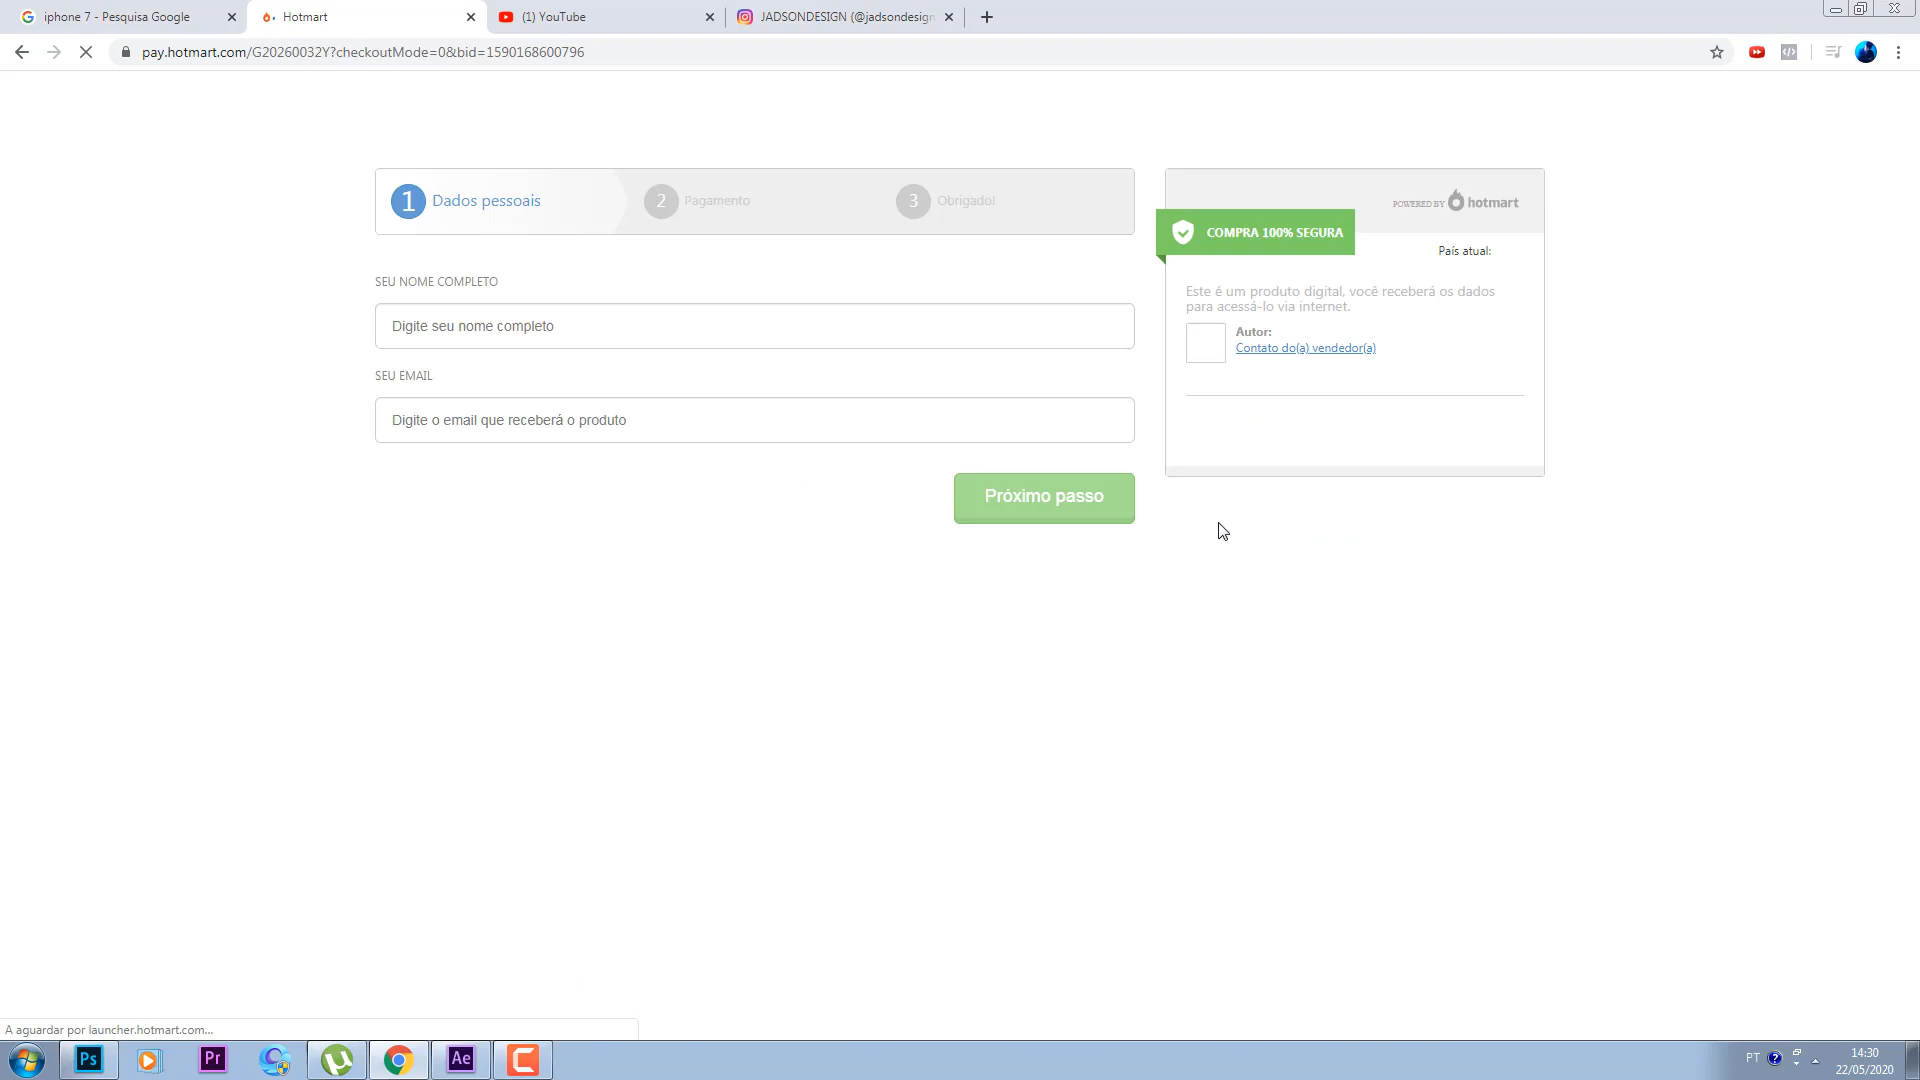 iphone 7 - Pesquisa Google
Hotmart
(1) YouTube
JADSONDESIGN (@jadsondesign
pay.hotmart.com/G20260032Y?checkoutMode=0&bid=1590168600796
1 Dados pessoais
2 Pagamento
3 Obrigado!
POWERED BY hotmart
COMPRA 100% SEGURA
País atual:
SEU NOME COMPLETO
Digite seu nome completo
Este é um produto digital, você receberá os dados
para acessá-lo via internet.
Autor:
Contato do(a) vendedor(a)
SEU EMAIL
Digite o email que receberá o produto
Próximo passo
A aguardar por launcher.hotmart.com...
Ps
Pr
Ae
PT
14:30
22/05/2020